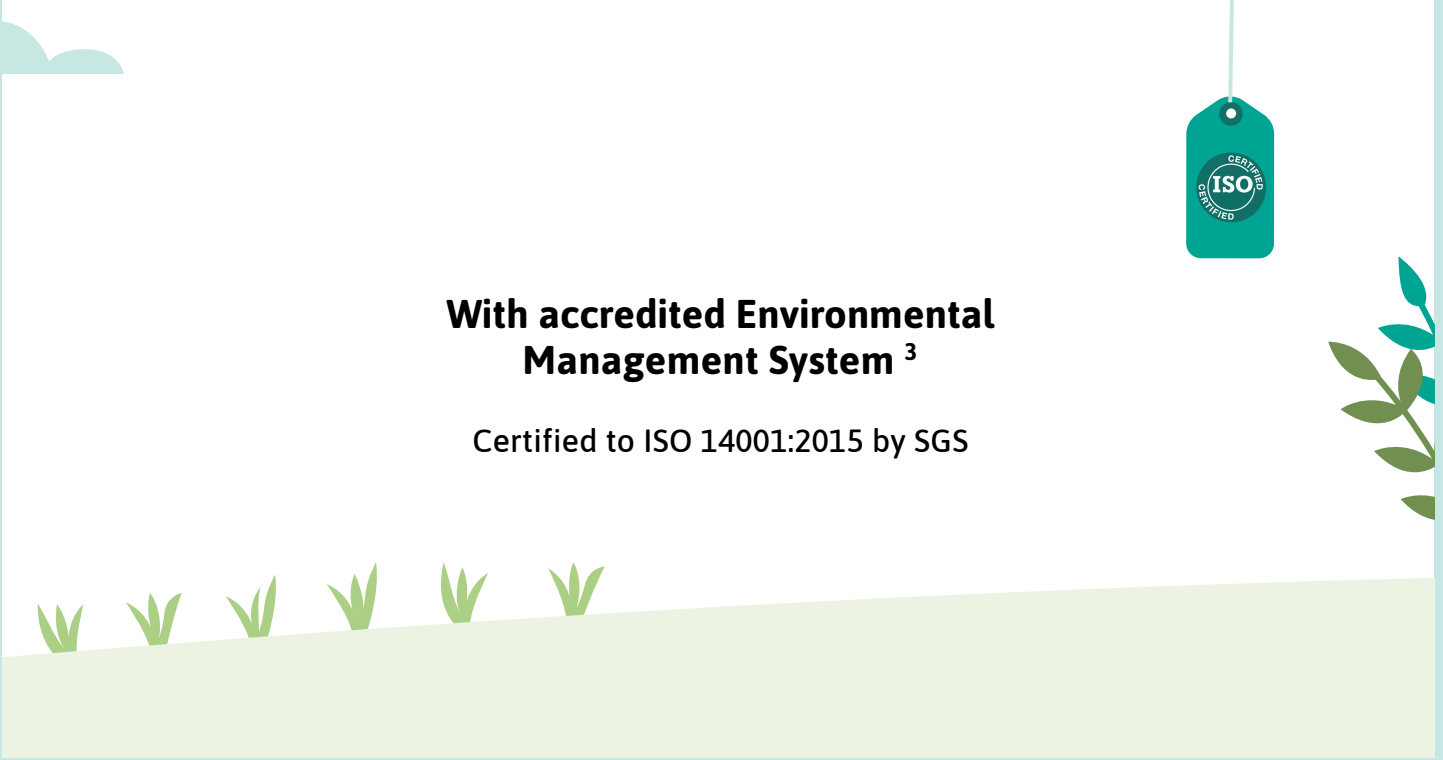 CERTIFIED
ISO
CERTIFIED
With accredited Environmental
Management System ³
Certified to ISO 14001:2015 by SGS